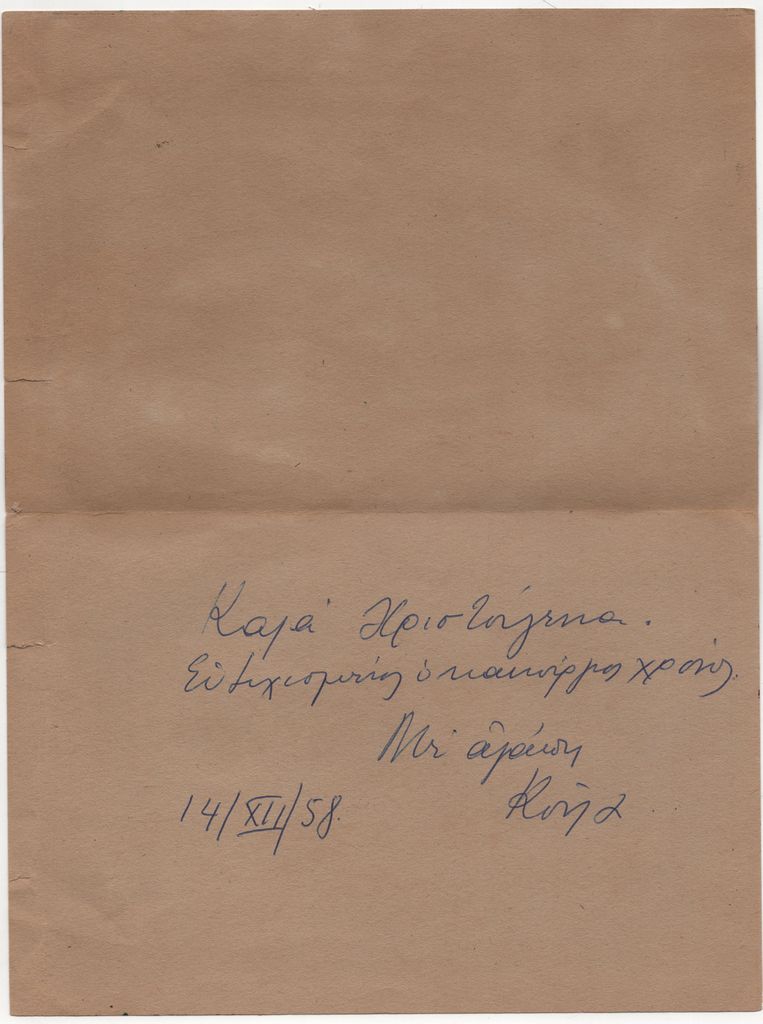 Καλά Χριστούγεννα.
Εὐτυχισμένος ὁ καινούργιος χρόνος.
Μὲ ἀγάπη
14/XII/58.